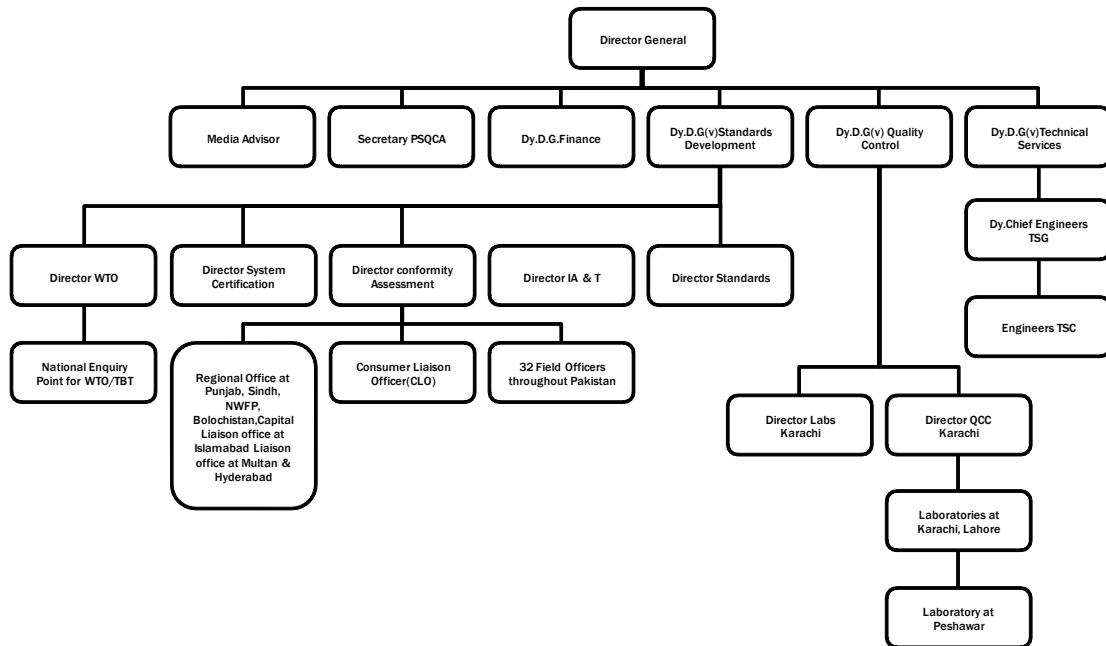 Director General
Media Advisor
Secretary PSQCA
Dy.D.G.Finance
Dy.D.G(v)Standards
Development
Dy.D.G(v) Quality
Control
Dy.D.G(v)Technical
Services
Dy.Chief Engineers
TSG
Director WTO
Director System
Certification
Director conformity
Assessment
Director IA & T
Director Standards
Engineers TSC
National Enquiry
Point for WTO/TBT
Regional Office at
Punjab, Sindh,
NWFP,
Bolochistan,Capital
Liaison office at
Islamabad Liaison
office at Multan &
Hyderabad
Consumer Liaison
Officer(CLO)
32 Field Officers
throughout Pakistan
Director Labs
Karachi
Director QCC
Karachi
Laboratories at
Karachi, Lahore
Laboratory at
Peshawar